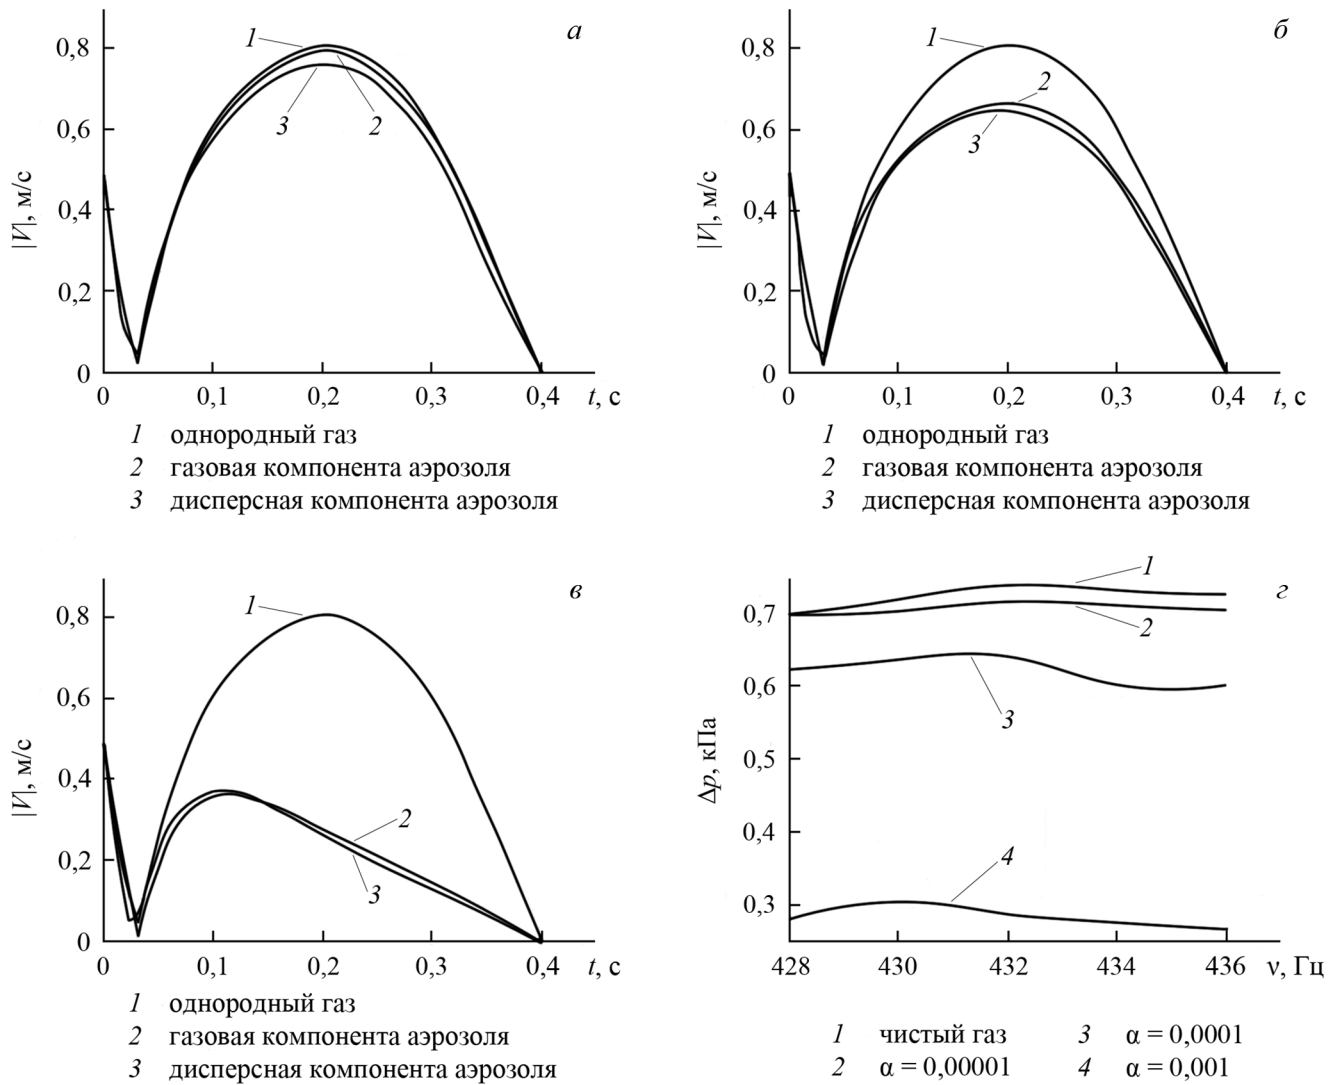 а
|V|, м/с
0,8
0,6
0,4
0,2
0
0
0,1
0,2
0,3
0,4
t, с
1
2
3
1 однородный газ
2 газовая компонента аэрозоля
3 дисперсная компонента аэрозоля
б
|V|, м/с
0,8
0,6
0,4
0,2
0
0
0,1
0,2
0,3
0,4
t, с
1
2
3
1 однородный газ
2 газовая компонента аэрозоля
3 дисперсная компонента аэрозоля
в
|V|, м/с
0,8
0,6
0,4
0,2
0
0
0,1
0,2
0,3
0,4
t, с
1
2
3
1 однородный газ
2 газовая компонента аэрозоля
3 дисперсная компонента аэрозоля
г
Δp, кПа
0,7
0,6
0,5
0,4
0,3
428
430
432
434
436
ν, Гц
1
2
3
4
1 чистый газ
2 α = 0,00001
3 α = 0,0001
4 α = 0,001